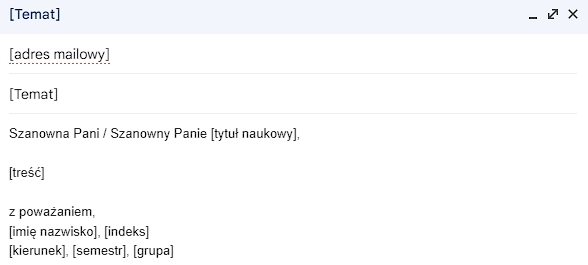 [Temat]
[adres mailowy]
[Temat]
Szanowna Pani / Szanowny Panie [tytuł naukowy],
[treść]
z poważaniem,
[imię nazwisko], [indeks]
[kierunek], [semestr], [grupa]